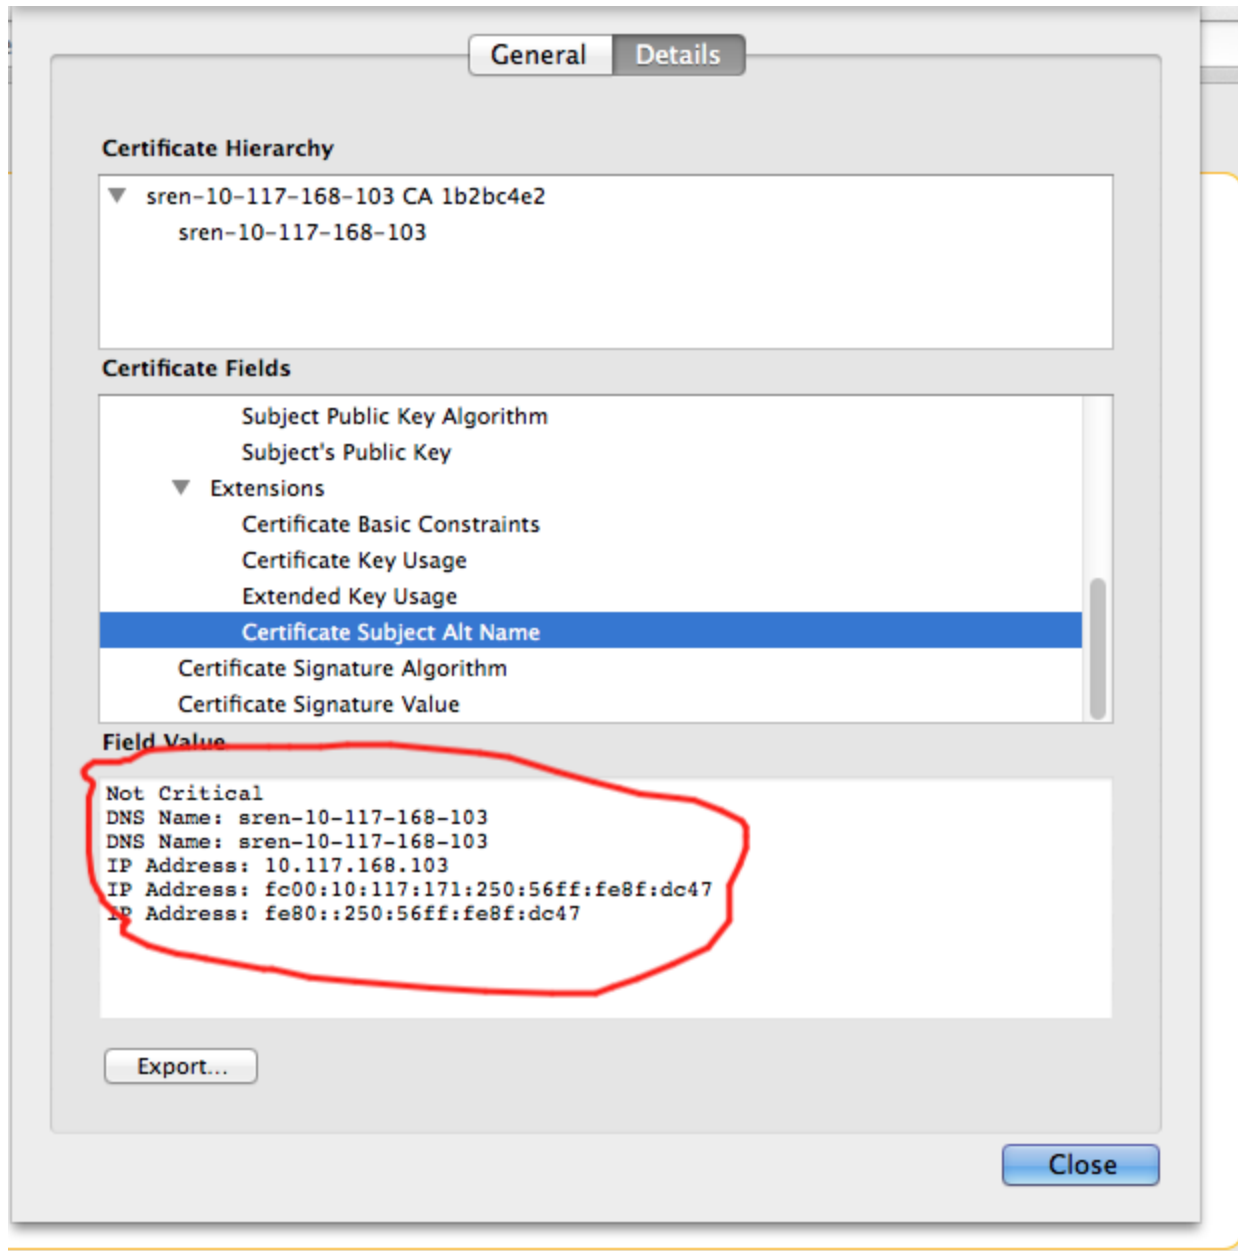 General Details
Certificate Hierarchy
sren-10-117-168-103 CA 1b2bc4e2
sren-10-117-168-103
Certificate Fields
Subject Public Key Algorithm
Subject's Public Key
Extensions
Certificate Basic Constraints
Certificate Key Usage
Extended Key Usage
Certificate Subject Alt Name
Certificate Signature Algorithm
Certificate Signature Value
Field Value
Not Critical
DNS Name: sren-10-117-168-103
DNS Name: sren-10-117-168-103
IP Address: 10.117.168.103
IP Address: fc00:10:117:171:250:56ff:fe8f:dc47
IP Address: fe80::250:56ff:fe8f:dc47
Export...
Close